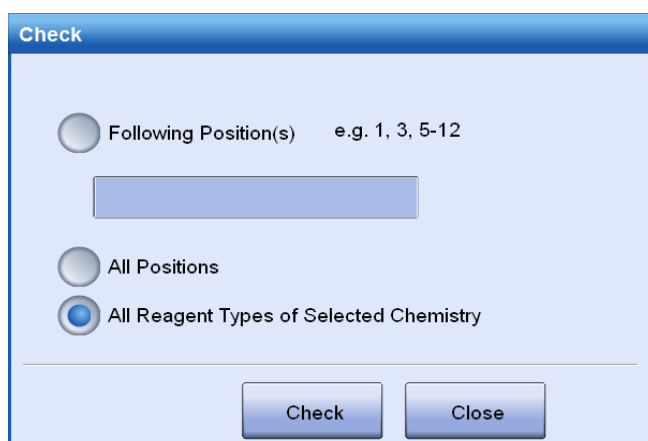 Check
Following Position(s) e.g. 1, 3, 5-12
All Positions
All Reagent Types of Selected Chemistry
Check Close